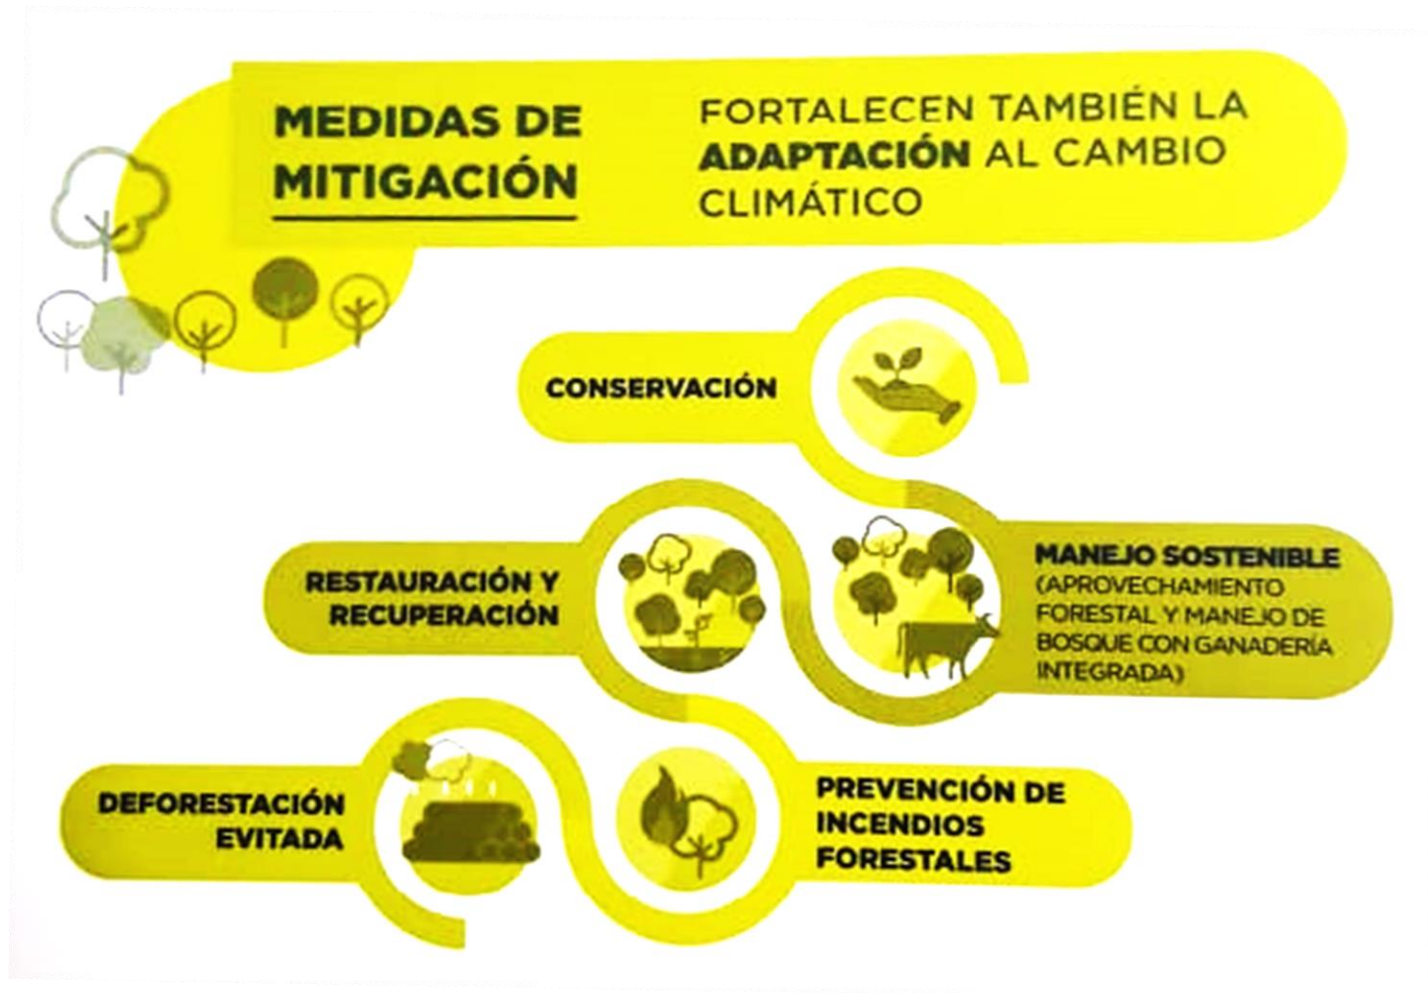 MEDIDAS DE
MITIGACIÓN
FORTALECEN TAMBIÉN LA
ADAPTACIÓN AL CAMBIO
CLIMÁTICO
CONSERVACIÓN
MANEJO SOSTENIBLE
(APROVECHAMIENTO
FORESTAL Y MANEJO DE
BOSQUE CON GANADERÍA
INTEGRADA)
RESTAURACIÓN Y
RECUPERACIÓN
PREVENCIÓN DE
INCENDIOS
FORESTALES
DEFORESTACIÓN
EVITADA